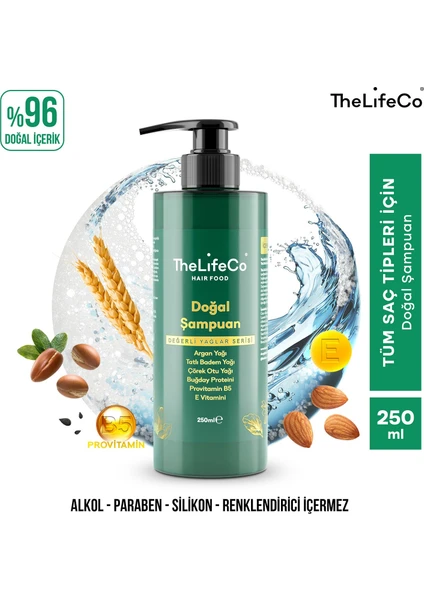 %96
DOĞAL İÇERİK
TheLifeCo
TheLifeCo
HAIR FOOD
Doğal
Şampuan
DEĞERLİ YAĞLAR SERİSİ
Argan Yağı
Tatlı Badem Yağı
Çörek Otu Yağı
Buğday Proteini
Provitamin B5
E Vitamini
250ml℮
B5
PROVİTAMİN
E
TÜM SAÇ TİPLERİ İÇİN
Doğal Şampuan
250
ml
ALKOL - PARABEN - SİLİKON - RENKLENDİRİCİ İÇERMEZ